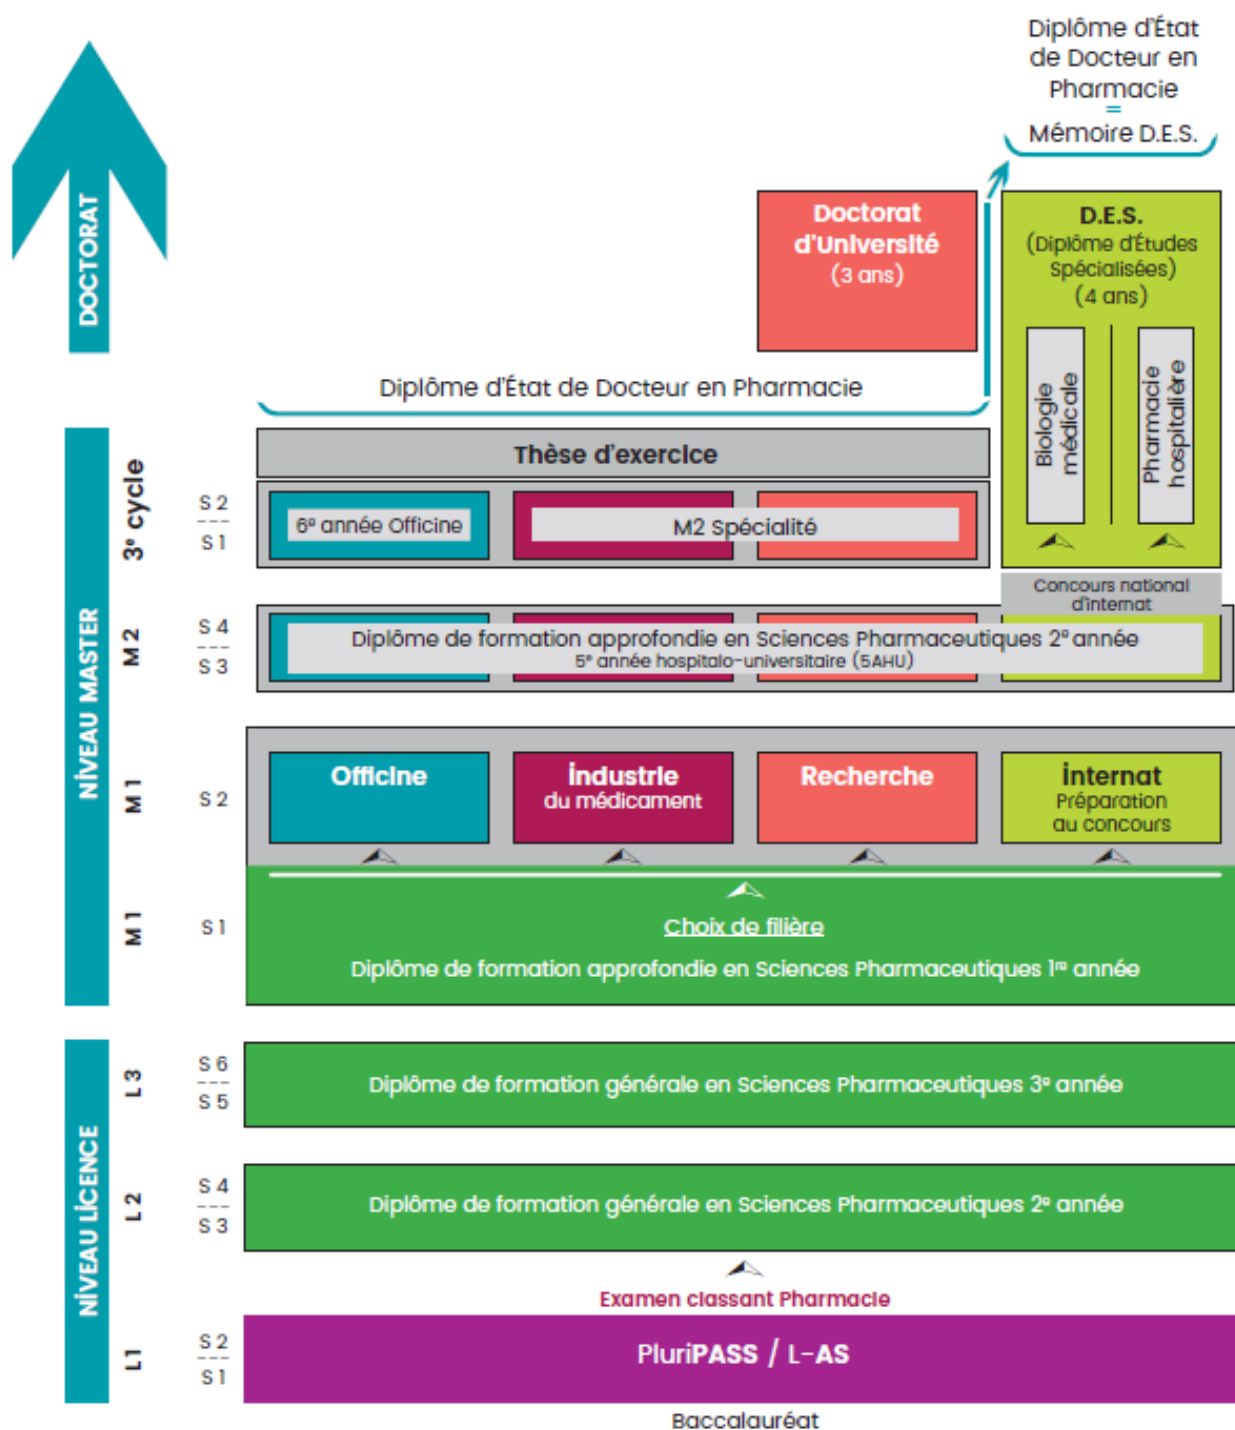 Diplôme d'État
de Docteur en
Pharmacie
=
Mémoire D.E.S.
DOCTORAT
Doctorat
d'Université
(3 ans)
D.E.S.
(Diplôme d'Études
Spécialisées)
(4 ans)
Biologie
médicale
Pharmacie
hospitalière
Diplôme d'État de Docteur en Pharmacie
NIVEAU MASTER
3e cycle
Thèse d'exercice
S 2
S 1
6e année Officine
M2 Spécialité
Concours national
d'internat
M 2
S 4
S 3
Diplôme de formation approfondie en Sciences Pharmaceutiques 2e année
5e année hospitalo-universitaire (5AHU)
M 1
S 2
Officine
industrie
du médicament
Recherche
internat
Préparation
au concours
M 1
S 1
Choix de filière
Diplôme de formation approfondie en Sciences Pharmaceutiques 1re année
NIVEAU LICENCE
L 3
S 6
S 5
Diplôme de formation générale en Sciences Pharmaceutiques 3e année
L 2
S 4
S 3
Diplôme de formation générale en Sciences Pharmaceutiques 2e année
Examen classant Pharmacie
L1
S 2
S 1
PluriPASS / L-AS
Baccalauréat